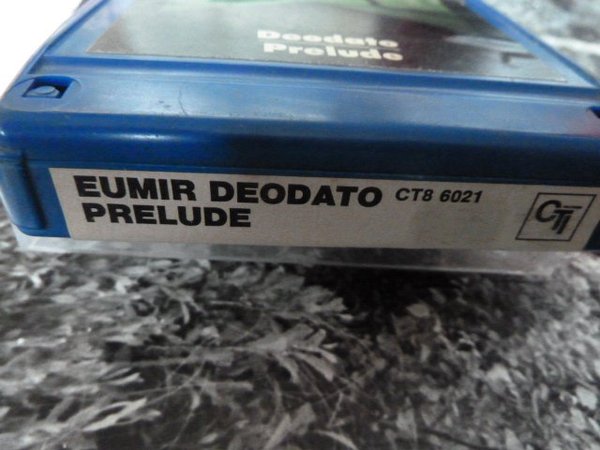 Deodato
Prelude
EUMIR DEODATO CT8 6021
PRELUDE
CTI